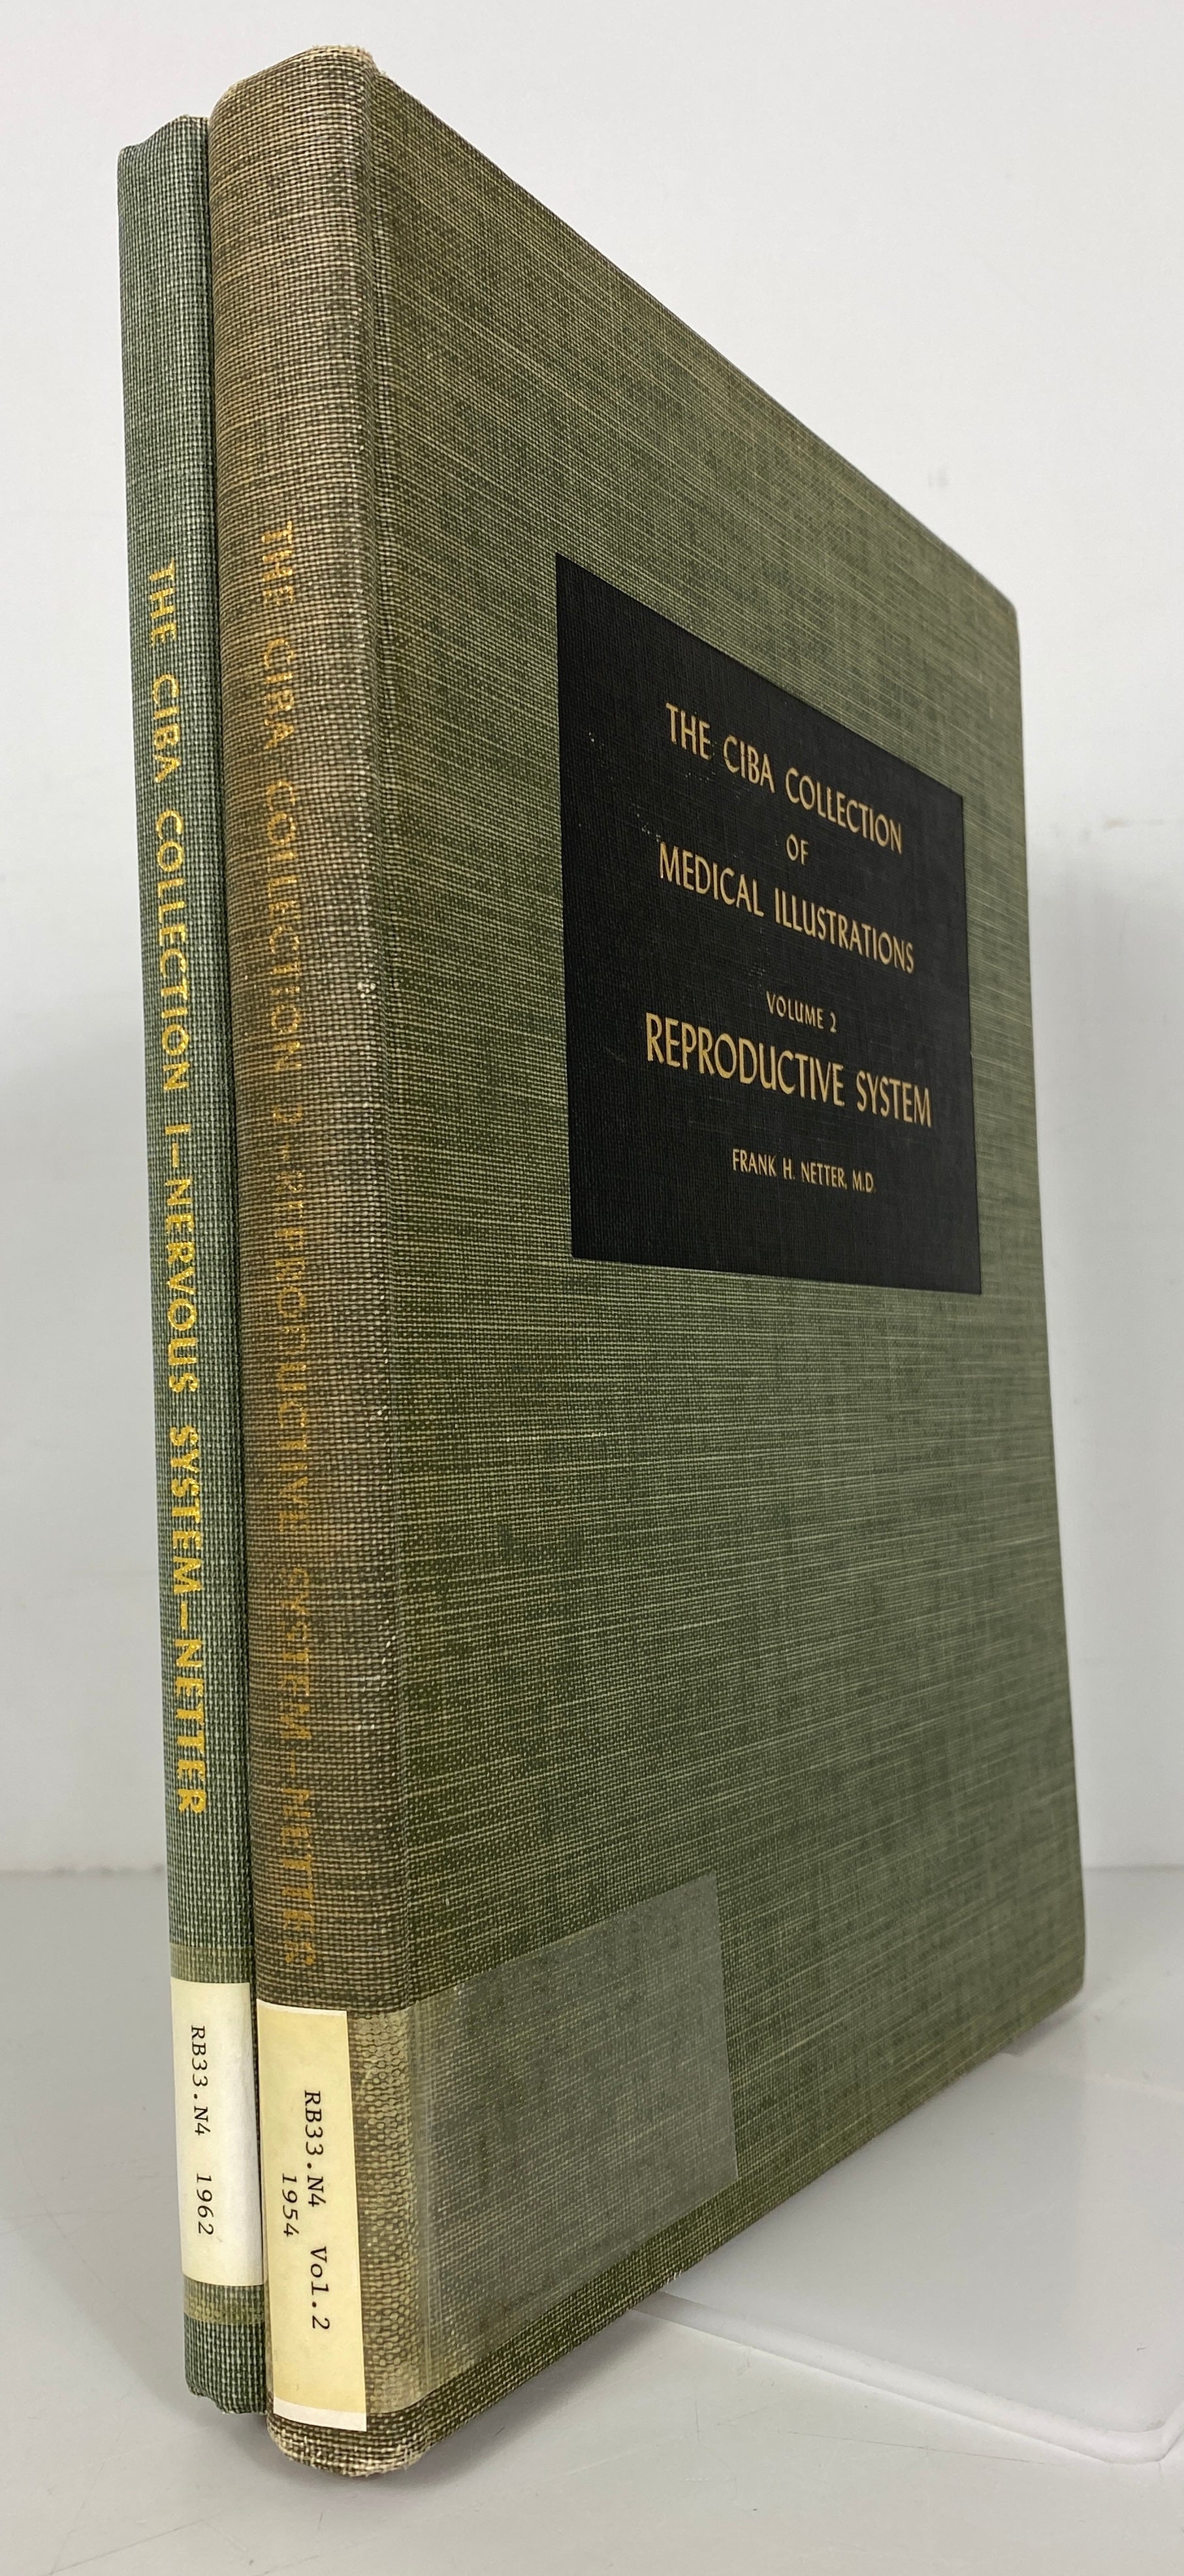 THE CIBA COLLECTION 1–NERVOUS SYSTEM–NETTER
RB33.N4 1962
THE CIBA COLLECTION 2–REPRODUCTIVE SYSTEM–NETTER
RB33.N4 Vol.2
1954
THE CIBA COLLECTION
OF
MEDICAL ILLUSTRATIONS
VOLUME 2
REPRODUCTIVE SYSTEM
FRANK H. NETTER, M.D.